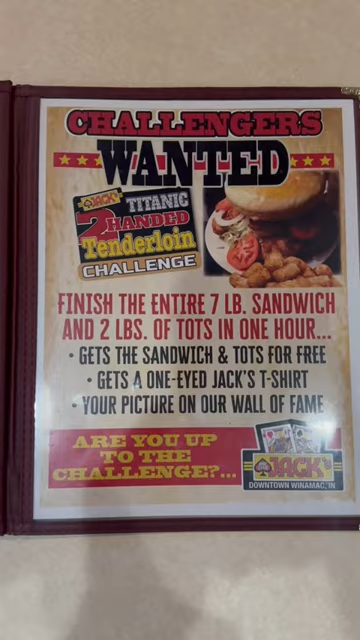 CHALLENGERS
WANTED
JACK'S TITANIC
2 HANDED
Tenderloin
CHALLENGE
FINISH THE ENTIRE 7 LB. SANDWICH
AND 2 LBS. OF TOTS IN ONE HOUR...
• GETS THE SANDWICH & TOTS FOR FREE
• GETS A ONE-EYED JACK'S T-SHIRT
• YOUR PICTURE ON OUR WALL OF FAME
ARE YOU UP
TO THE
CHALLENGE?...
JACK'S
DOWNTOWN WINAMAC, IN